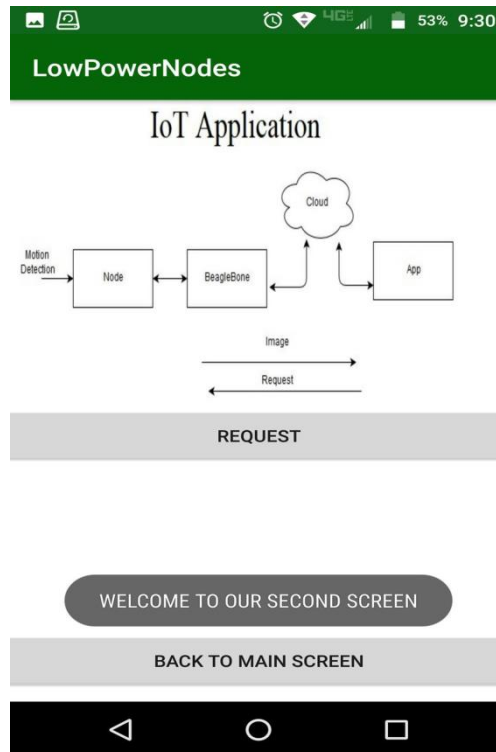 4G 53% 9:30
LowPowerNodes
IoT Application
Cloud
Motion
Detection
Node
BeagleBone
App
Image
Request
REQUEST
WELCOME TO OUR SECOND SCREEN
BACK TO MAIN SCREEN